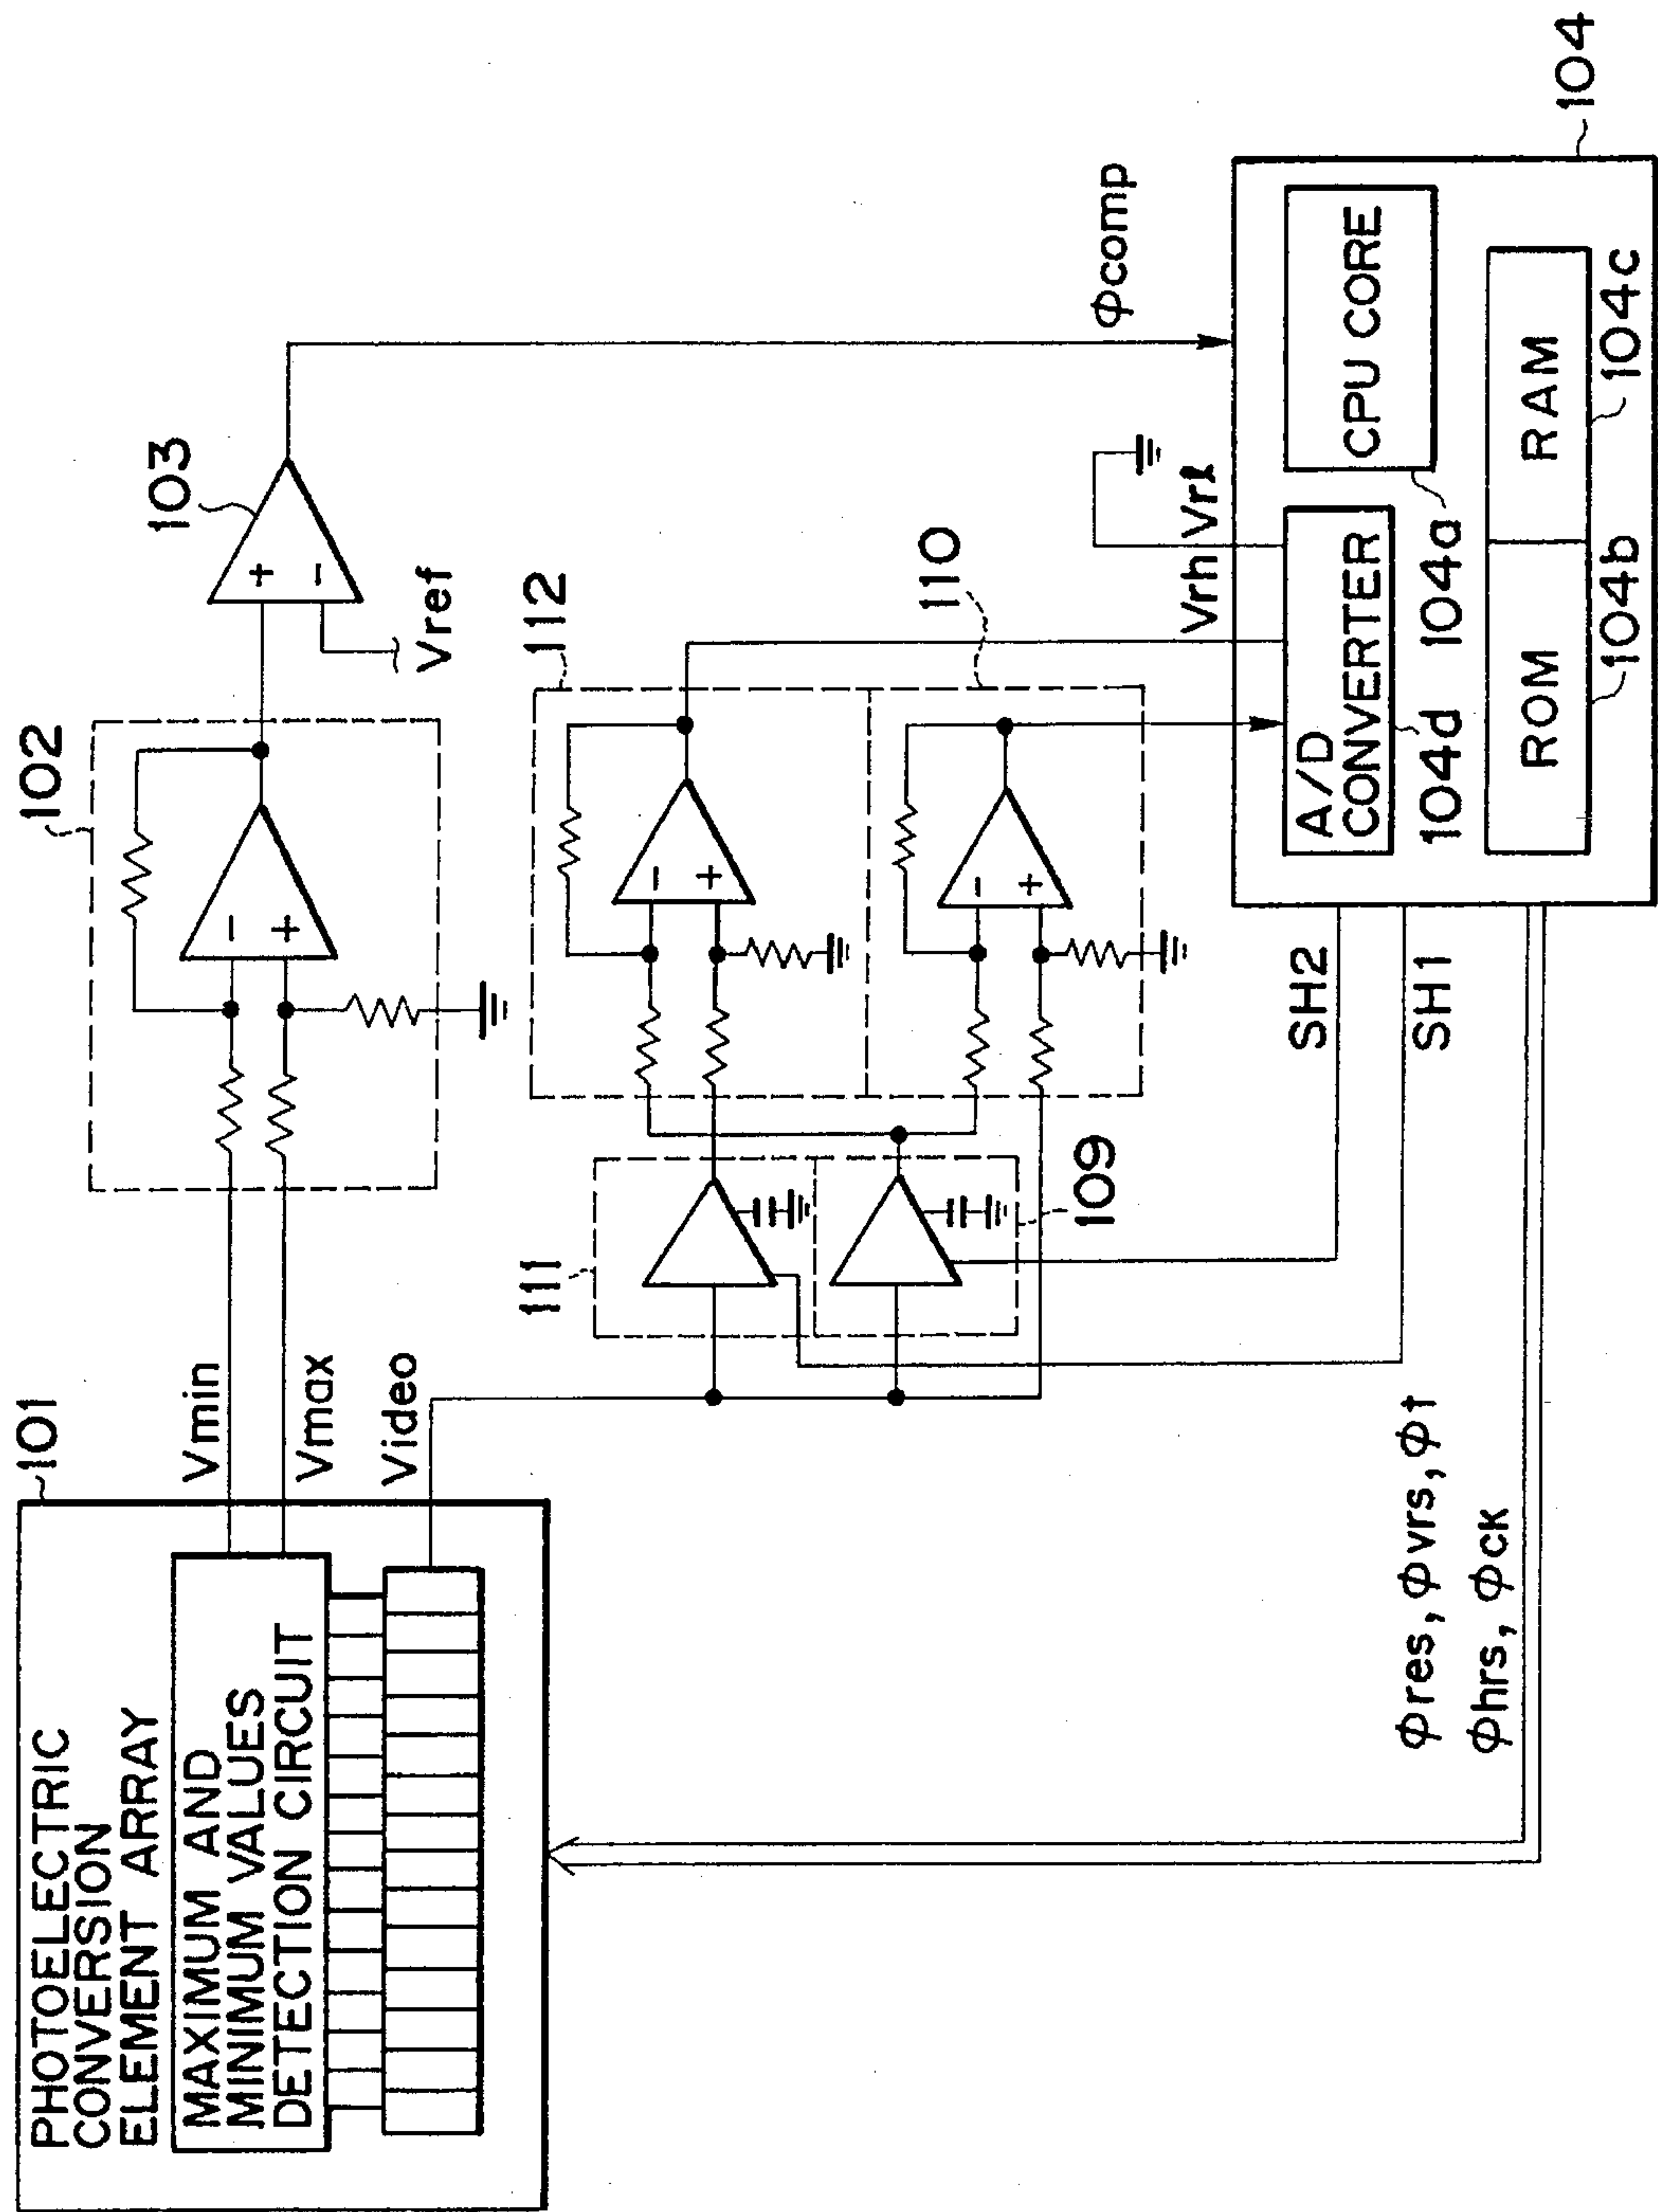 101
PHOTOELECTRIC
CONVERSION
ELEMENT ARRAY
MAXIMUM AND
MINIMUM VALUES
DETECTION CIRCUIT
Vmin
Vmax
Video
102
−
+
103
+
−
Vref
111
109
112
−
+
110
−
+
Vrh Vrl
φcomp
SH2
SH1
φres, φvrs, φt
φhrs, φck
104
A/D
CONVERTER
104d
CPU CORE
104a
ROM
RAM
104b
104c